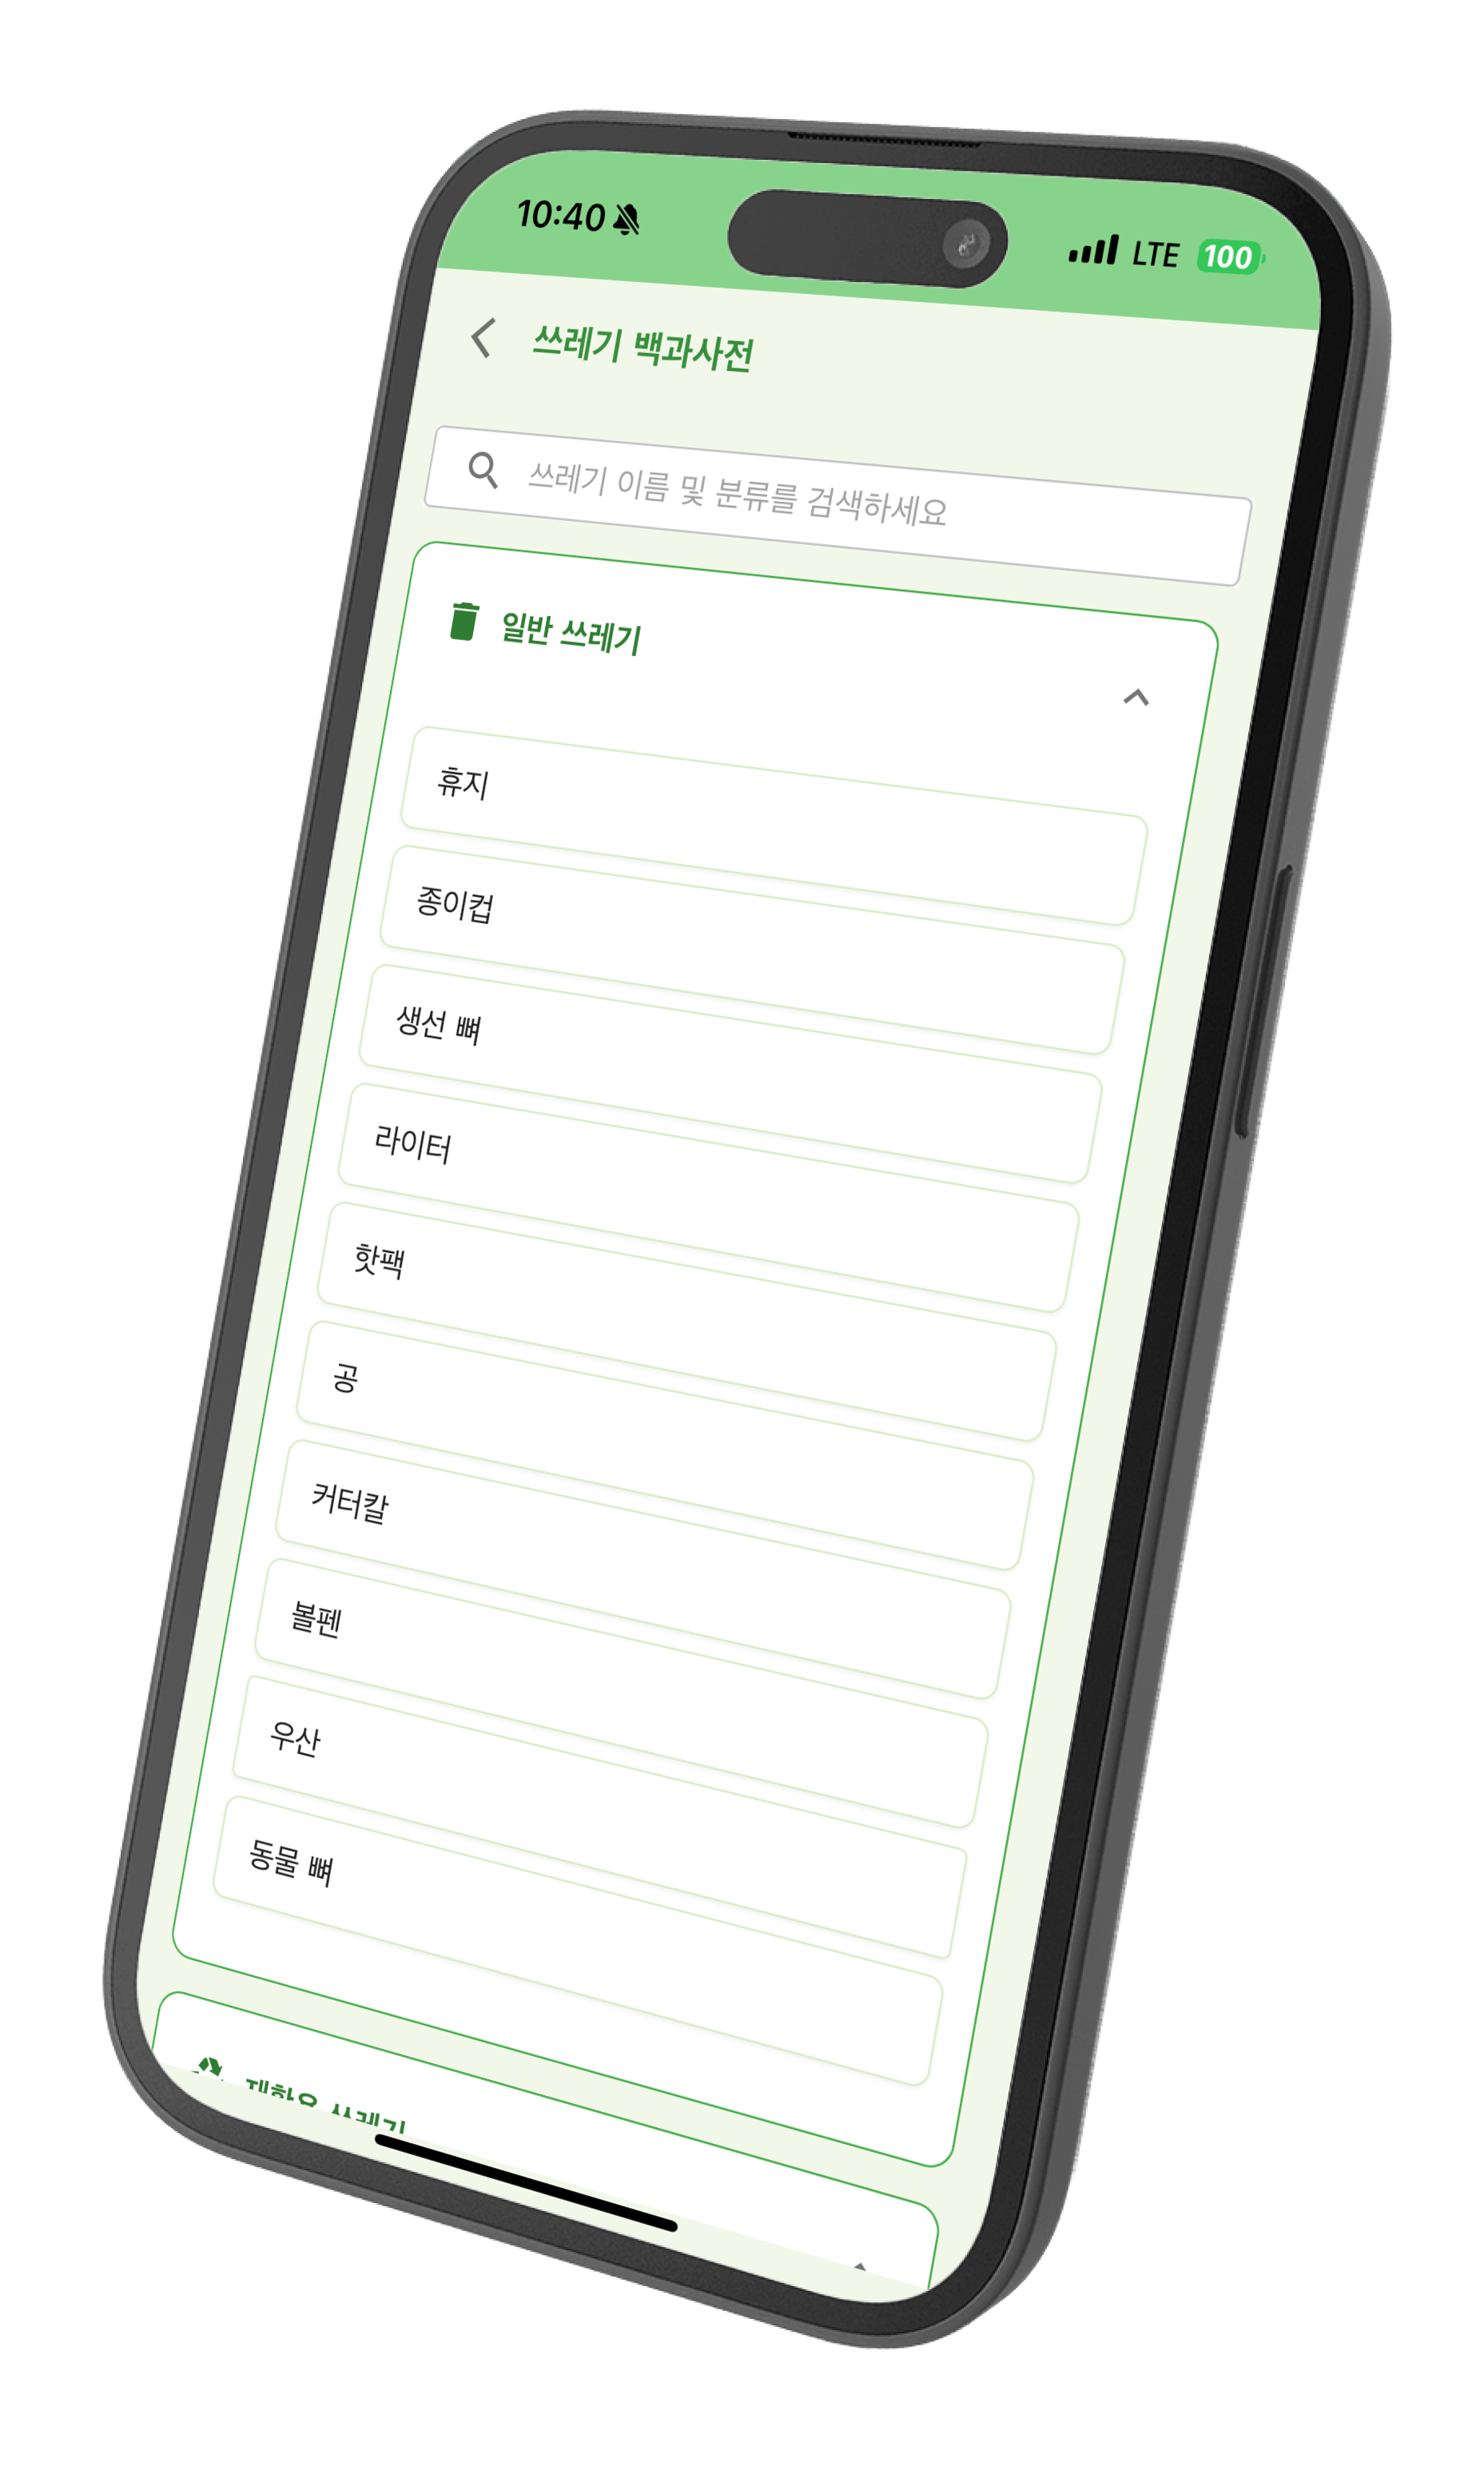 10:40 LTE 100
쓰레기 백과사전
쓰레기 이름 및 분류를 검색하세요
일반 쓰레기
휴지
종이컵
생선 뼈
라이터
핫팩
공
커터칼
볼펜
우산
동물 뼈
재활용 쓰레기